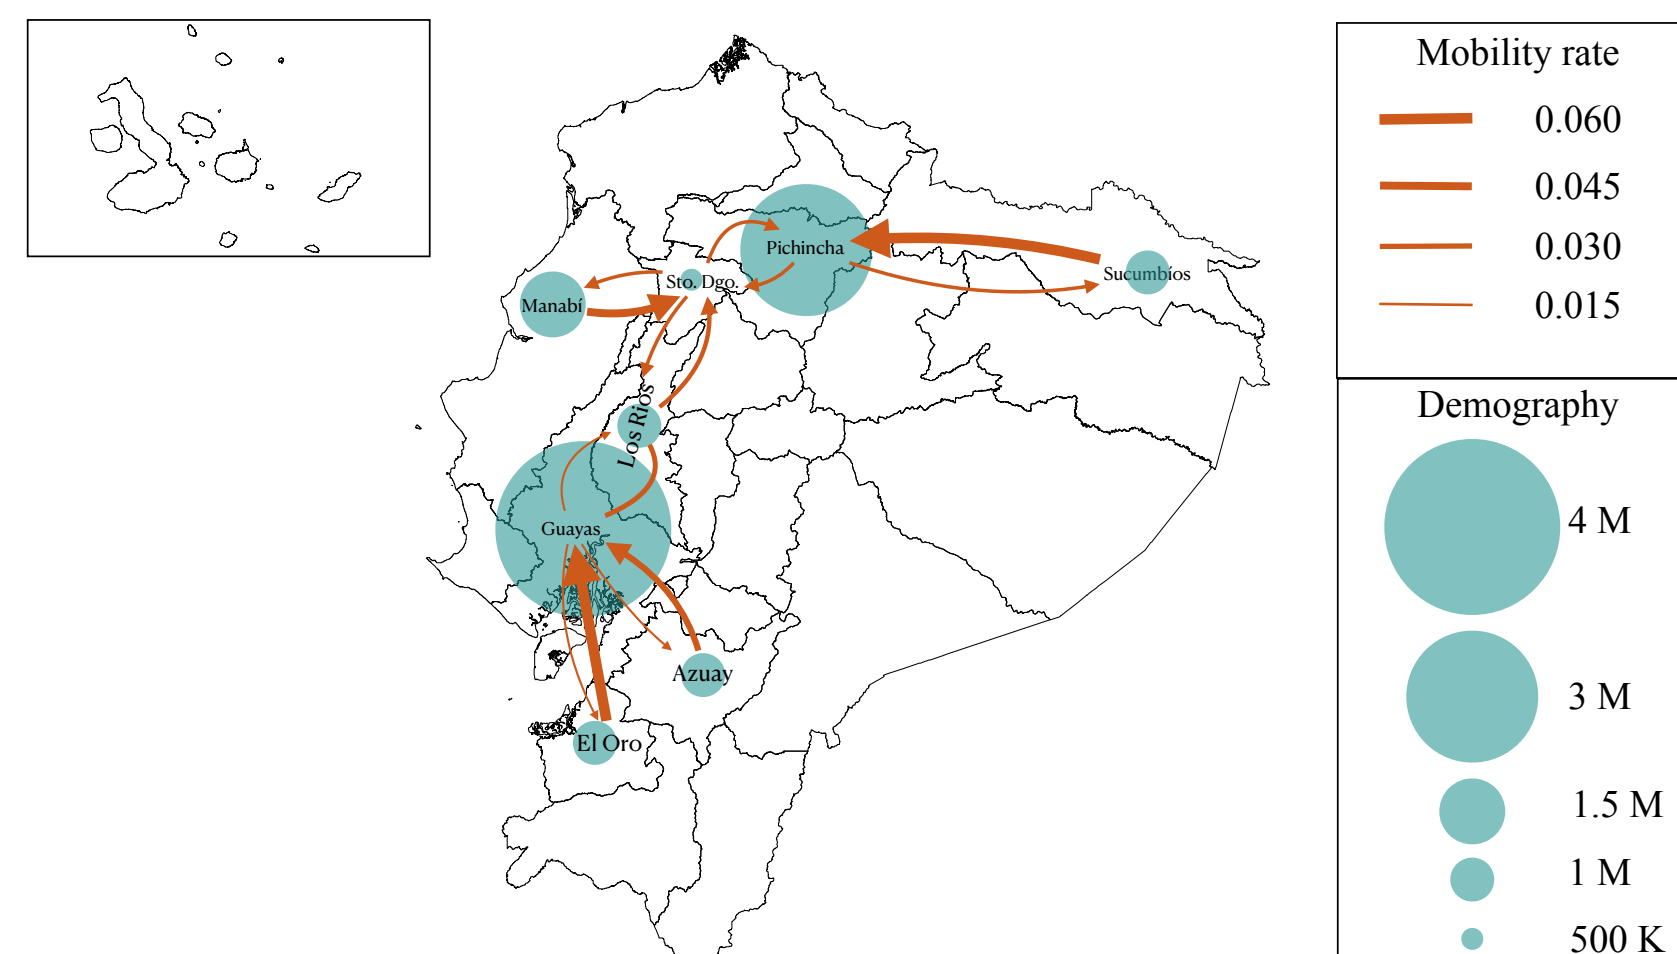 Mobility rate
0.060
0.045
0.030
0.015
Pichincha
Sucumbíos
Sto. Dgo.
Manabí
Los Rios
Guayas
Azuay
El Oro
Demography
4 M
3 M
1.5 M
1 M
500 K